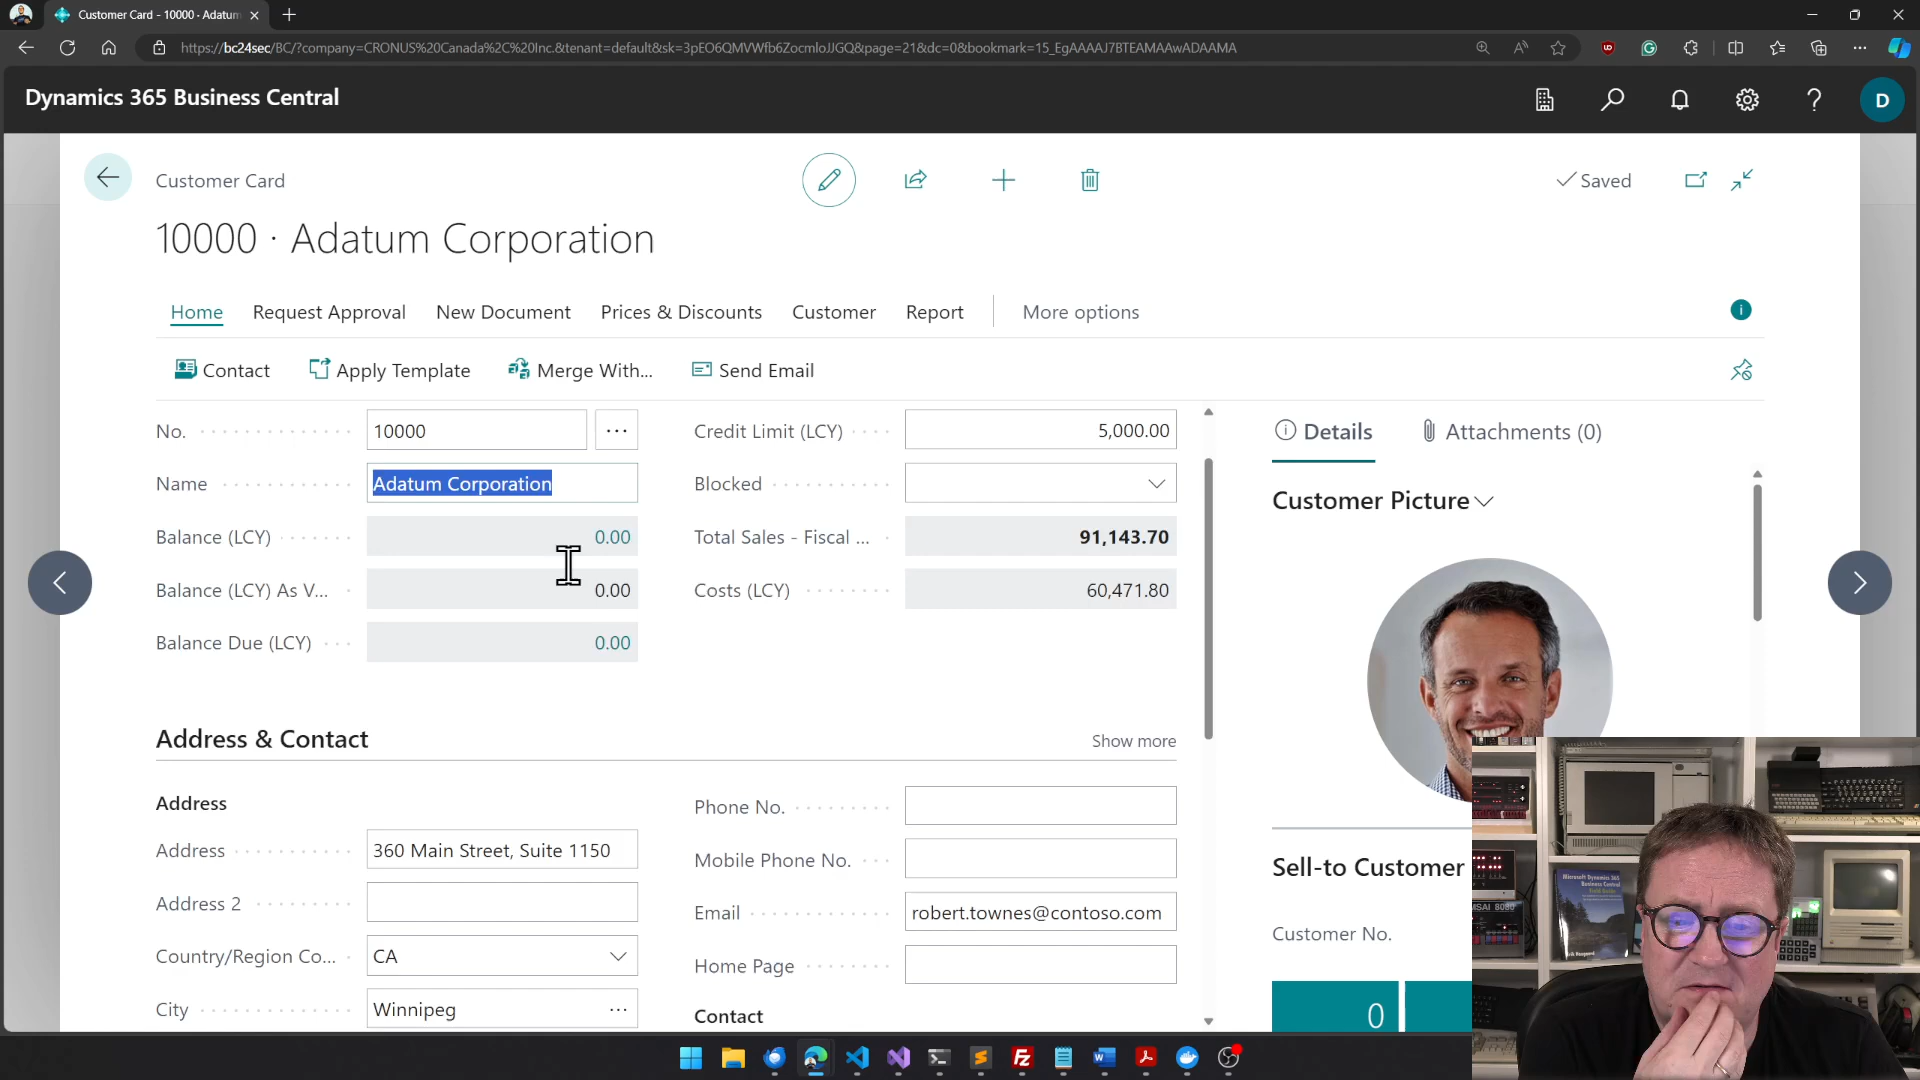 Customer Card - 10000 · Adatum
https://bc24sec/BC/?company=CRONUS%20Canada%2C%20Inc.&tenant=default&sk=3pEO6QMVWfb6ZocmloJJGQ&page=21&dc=0&bookmark=15_EgAAAAJ7BTEAMAAwADAAMA
Dynamics 365 Business Central
D
Customer Card
Saved
10000 · Adatum Corporation
Home Request Approval New Document Prices & Discounts Customer Report More options
Contact Apply Template Merge With... Send Email
No. 10000 ...
Name Adatum Corporation
Balance (LCY) 0.00
Balance (LCY) As V... 0.00
Balance Due (LCY) 0.00
Credit Limit (LCY) 5,000.00
Blocked
Total Sales - Fiscal ... 91,143.70
Costs (LCY) 60,471.80
Details Attachments (0)
Customer Picture
Address & Contact Show more
Address
Address 360 Main Street, Suite 1150
Address 2
Country/Region Co... CA
City Winnipeg ...
Phone No.
Mobile Phone No.
Email robert.townes@contoso.com
Home Page
Contact
Sell-to Customer
Customer No.
0
Microsoft Dynamics 365
Business Central